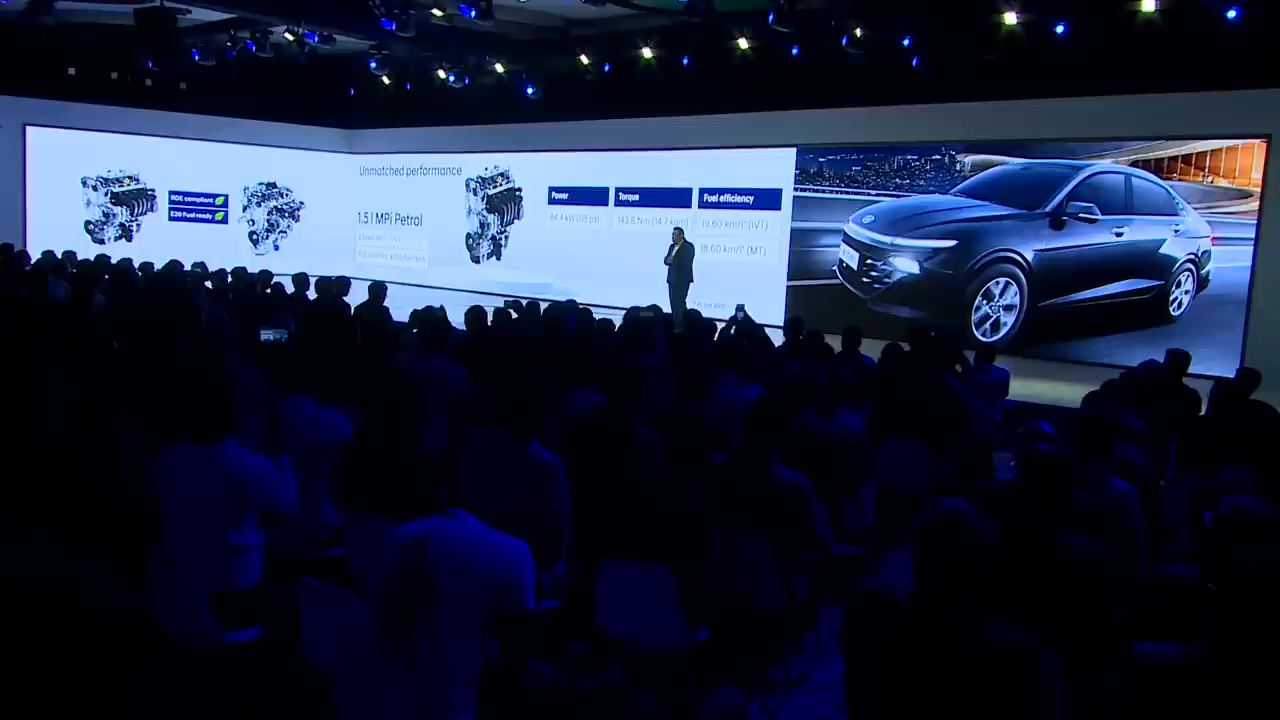 RDE compliant
E20 Fuel ready
Unmatched performance
1.5 l MPi Petrol
Power
84.4 kW (115 ps)
Torque
143.8 Nm (14.7 kgm)
Fuel efficiency
19.60 km/l* (IVT)
18.60 km/l* (MT)